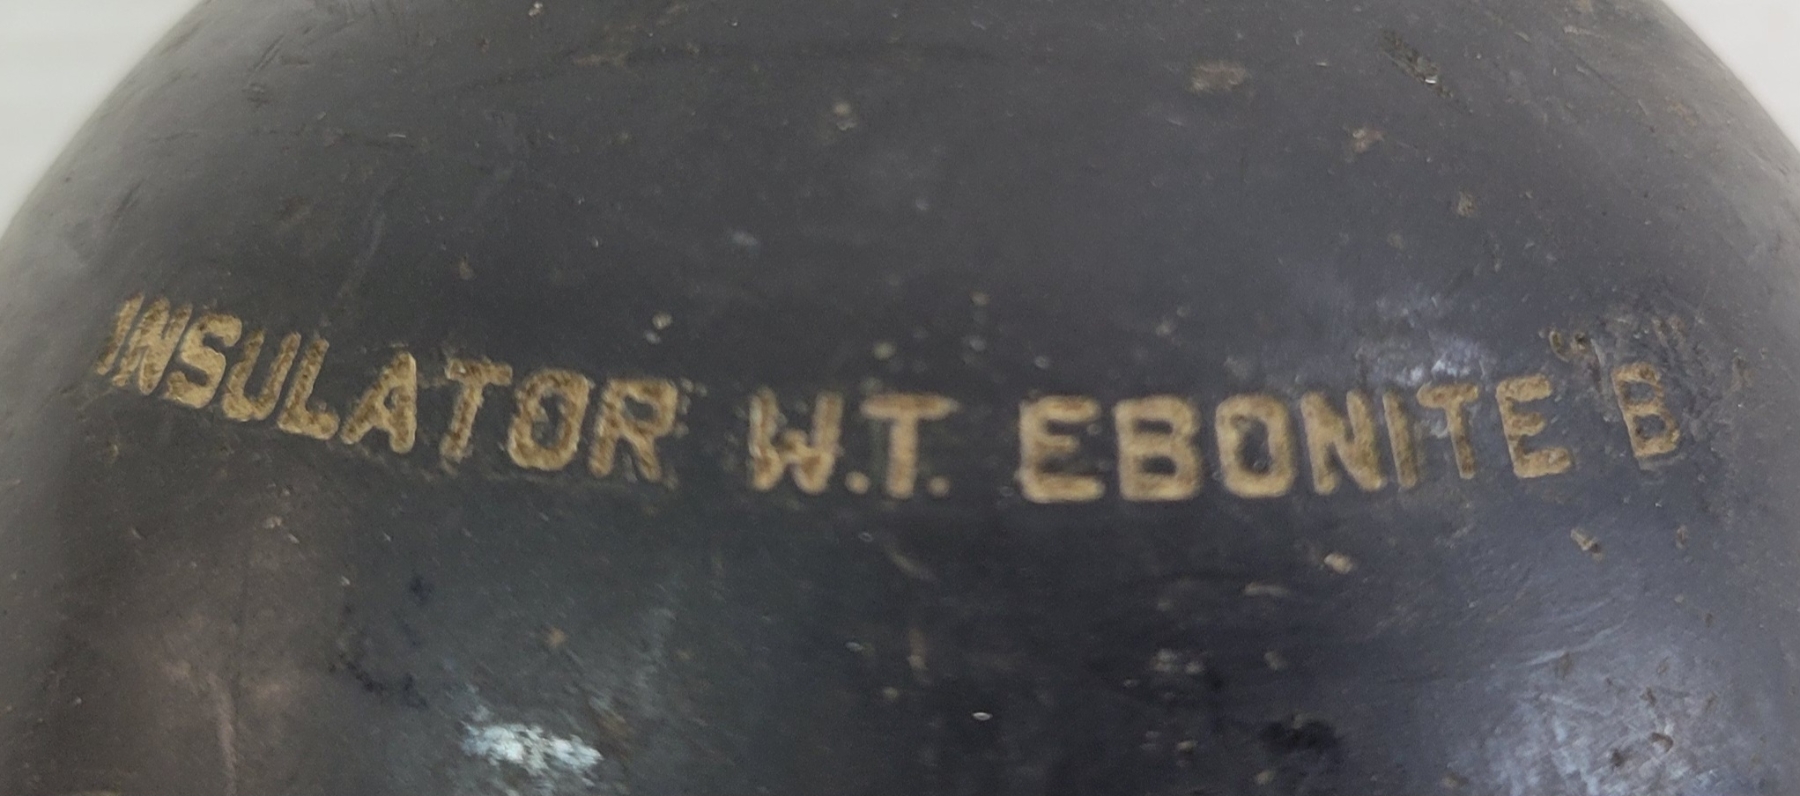 INSULATOR W.T. EBONITE "B"